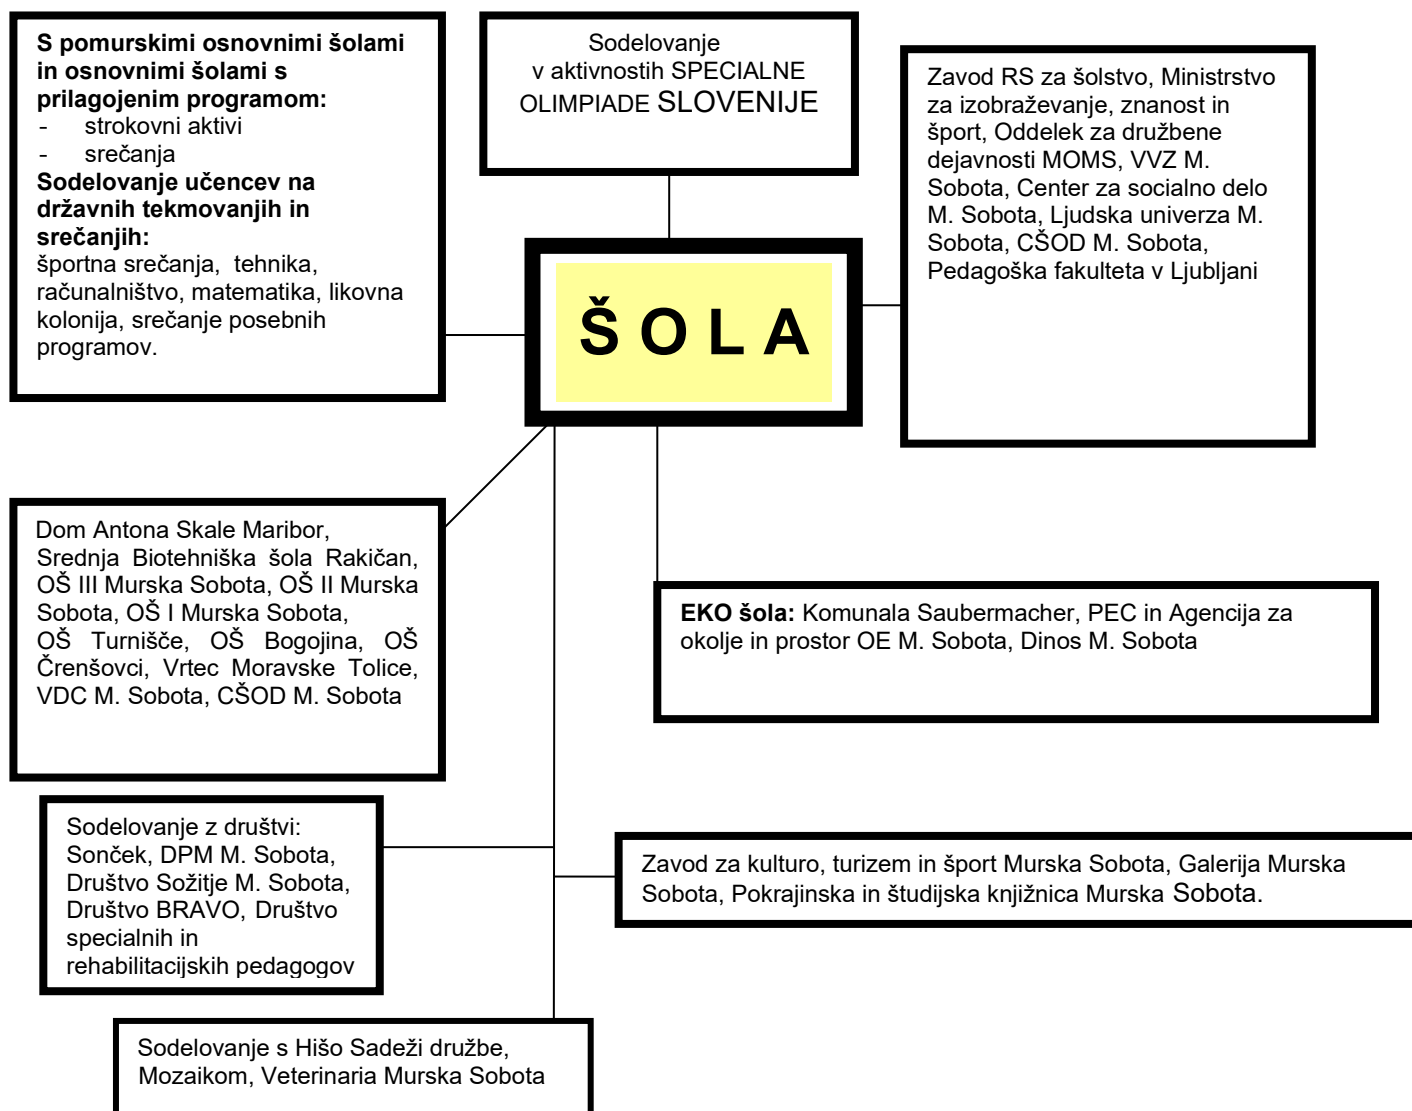 S pomurskimi osnovnimi šolami
in osnovnimi šolami s
prilagojenim programom:
- strokovni aktivi
- srečanja
Sodelovanje učencev na
državnih tekmovanjih in
srečanjih:
športna srečanja, tehnika,
računalništvo, matematika, likovna
kolonija, srečanje posebnih
programov.
Sodelovanje
v aktivnostih SPECIALNE
OLIMPIADE SLOVENIJE
Zavod RS za šolstvo, Ministrstvo
za izobraževanje, znanost in
šport, Oddelek za družbene
dejavnosti MOMS, VVZ M.
Sobota, Center za socialno delo
M. Sobota, Ljudska univerza M.
Sobota, CŠOD M. Sobota,
Pedagoška fakulteta v Ljubljani
Š O L A
Dom Antona Skale Maribor,
Srednja Biotehniška šola Rakičan,
OŠ III Murska Sobota, OŠ II Murska
Sobota, OŠ I Murska Sobota,
OŠ Turnišče, OŠ Bogojina, OŠ
Črenšovci, Vrtec Moravske Tolice,
VDC M. Sobota, CŠOD M. Sobota
EKO šola: Komunala Saubermacher, PEC in Agencija za
okolje in prostor OE M. Sobota, Dinos M. Sobota
Sodelovanje z društvi:
Sonček, DPM M. Sobota,
Društvo Sožitje M. Sobota,
Društvo BRAVO, Društvo
specialnih in
rehabilitacijskih pedagogov
Zavod za kulturo, turizem in šport Murska Sobota, Galerija Murska
Sobota, Pokrajinska in študijska knjižnica Murska Sobota.
Sodelovanje s Hišo Sadeži družbe,
Mozaikom, Veterinaria Murska Sobota